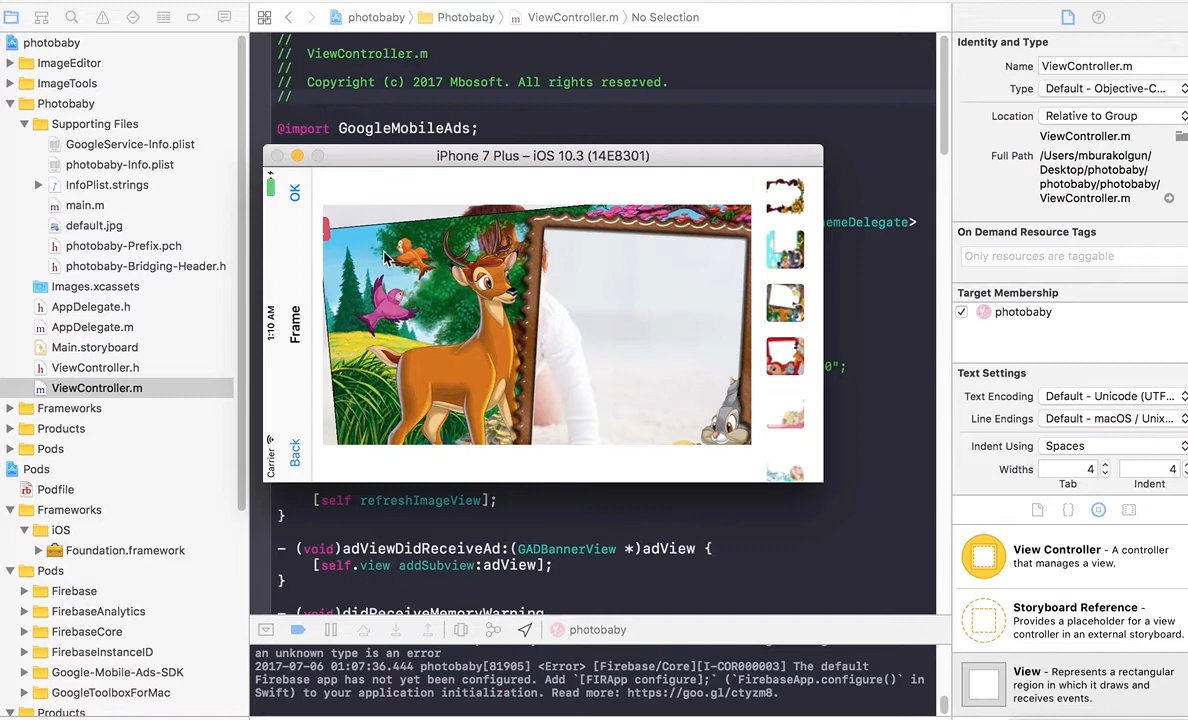 photobaby
Photobaby
ViewController.m
No Selection
photobaby
ImageEditor
ImageTools
Photobaby
Supporting Files
GoogleService-Info.plist
photobaby-Info.plist
InfoPlist.strings
main.m
default.jpg
photobaby-Prefix.pch
photobaby-Bridging-Header.h
Images.xcassets
AppDelegate.h
AppDelegate.m
Main.storyboard
ViewController.h
ViewController.m
Frameworks
Products
Pods
Pods
Podfile
Frameworks
iOS
Foundation.framework
Pods
Firebase
FirebaseAnalytics
FirebaseCore
FirebaseInstanceID
Google-Mobile-Ads-SDK
GoogleToolboxForMac
Products
//
// ViewController.m
//
// Copyright (c) 2017 Mbosoft. All rights reserved.
//
@import GoogleMobileAds;
iPhone 7 Plus – iOS 10.3 (14E8301)
OK
1:10 AM
Frame
Carrier
Back
emeDelegate>
0";
[self refreshImageView];
}
- (void)adViewDidReceiveAd:(GADBannerView *)adView {
[self.view addSubview:adView];
}
- (void)didReceiveMemoryWarning
photobaby
an unknown type is an error
2017-07-06 01:07:36.444 photobaby[81905] <Error> [Firebase/Core][I-COR000003] The default
Firebase app has not yet been configured. Add `[FIRApp configure];` (`FirebaseApp.configure()` in
Swift) to your application initialization. Read more: https://goo.gl/ctyzm8.
Identity and Type
Name ViewController.m
Type Default - Objective-C...
Location Relative to Group
ViewController.m
Full Path /Users/mburakolgun/
Desktop/photobaby/
photobaby/photobaby/
ViewController.m
On Demand Resource Tags
Only resources are taggable
Target Membership
photobaby
Text Settings
Text Encoding Default - Unicode (UTF...
Line Endings Default - macOS / Unix...
Indent Using Spaces
Widths 4 4
Tab Indent
{}
View Controller - A controller
that manages a view.
Storyboard Reference -
Provides a placeholder for a
view controller in an external storyboard.
View - Represents a rectangular
region in which it draws and
receives events.